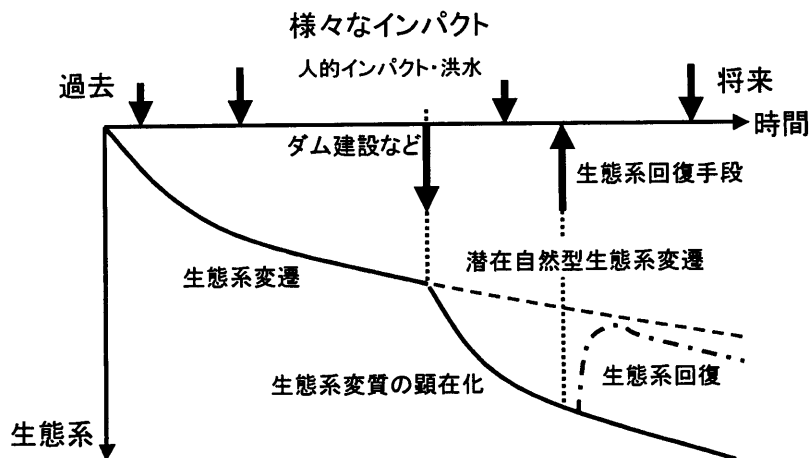 様々なインパクト
人的インパクト・洪水
過去
将来
時間
ダム建設など
生態系回復手段
生態系変遷
潜在自然型生態系変遷
生態系変質の顕在化
生態系回復
生態系